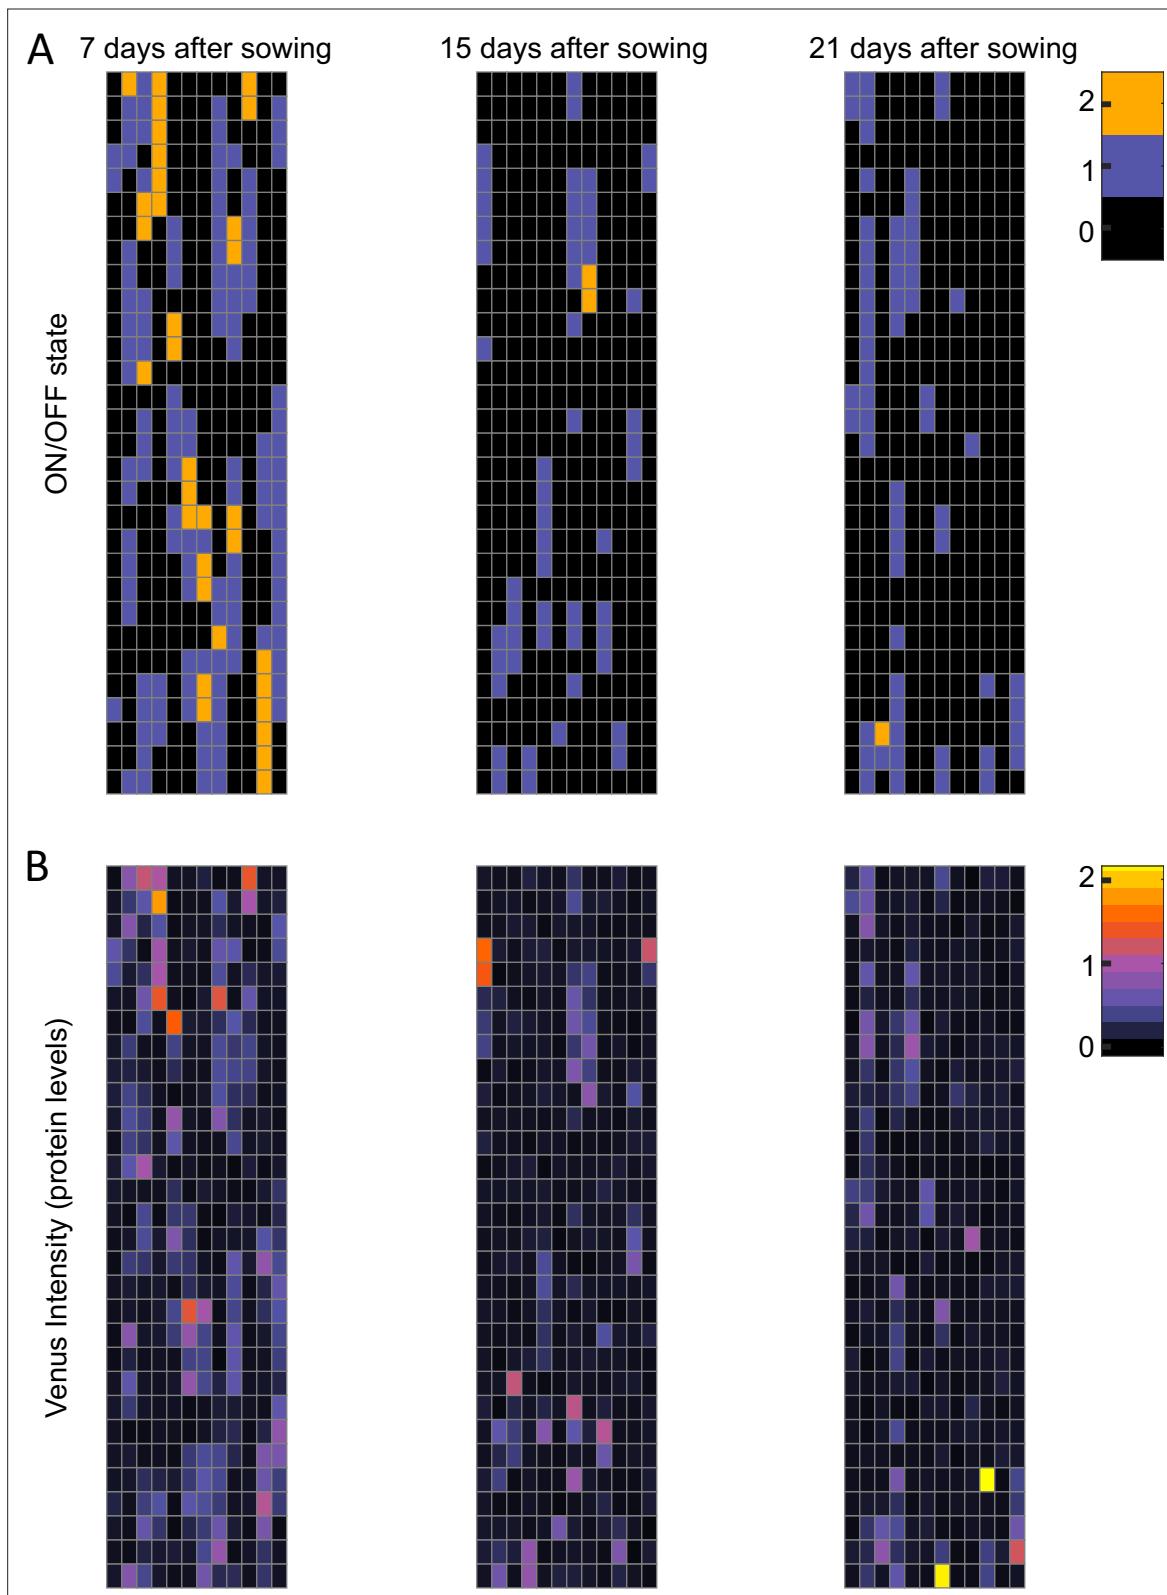 A
7 days after sowing
15 days after sowing
21 days after sowing
2
1
0
ON/OFF state
B
2
1
0
Venus Intensity (protein levels)